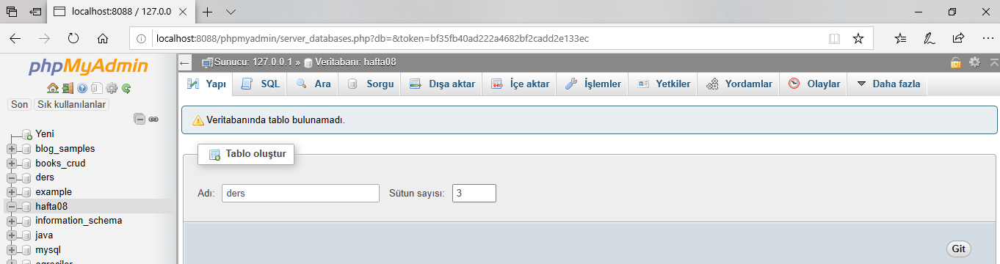 localhost:8088 / 127.0.0
localhost:8088/phpmyadmin/server_databases.php?db=&token=bf35fb40ad222a4682bf2cadd2e133ec
phpMyAdmin
Son Sık kullanılanlar
Yeni
blog_samples
books_crud
ders
example
hafta08
information_schema
java
mysql
Sunucu: 127.0.0.1 » Veritabanı: hafta08
Yapı SQL Ara Sorgu Dışa aktar İçe aktar İşlemler Yetkiler Yordamlar Olaylar Daha fazla
Veritabanında tablo bulunamadı.
Tablo oluştur
Adı: ders Sütun sayısı: 3
Git